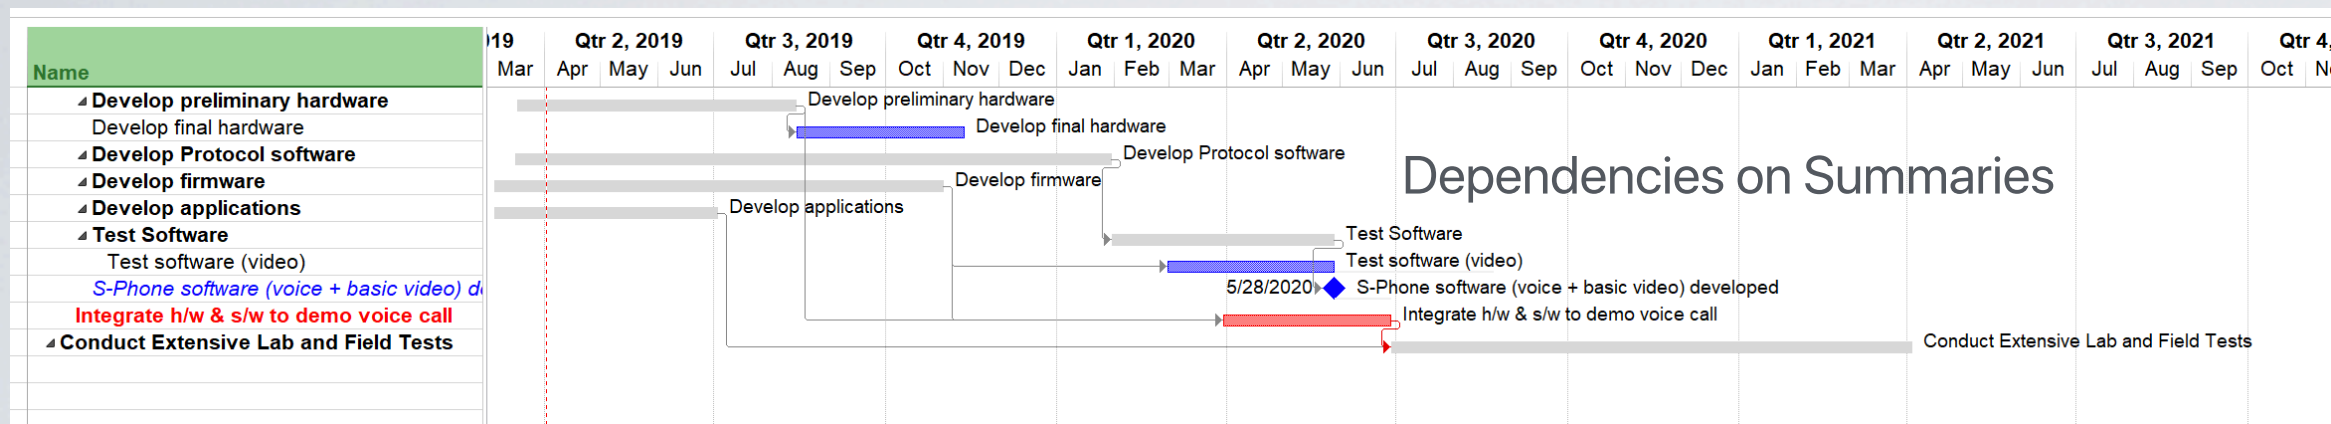 )19 Qtr 2, 2019 Qtr 3, 2019 Qtr 4, 2019 Qtr 1, 2020 Qtr 2, 2020 Qtr 3, 2020 Qtr 4, 2020 Qtr 1, 2021 Qtr 2, 2021 Qtr 3, 2021 Qtr 4,
Name Mar Apr May Jun Jul Aug Sep Oct Nov Dec Jan Feb Mar Apr May Jun Jul Aug Sep Oct Nov Dec Jan Feb Mar Apr May Jun Jul Aug Sep Oct N
Develop preliminary hardware Develop preliminary hardware
Develop final hardware Develop final hardware
Develop Protocol software Develop Protocol software
Dependencies on Summaries
Develop firmware Develop firmware
Develop applications Develop applications
Test Software Test Software
Test software (video) Test software (video)
S-Phone software (voice + basic video) de 5/28/2020 S-Phone software (voice + basic video) developed
Integrate h/w & s/w to demo voice call Integrate h/w & s/w to demo voice call
Conduct Extensive Lab and Field Tests Conduct Extensive Lab and Field Tests